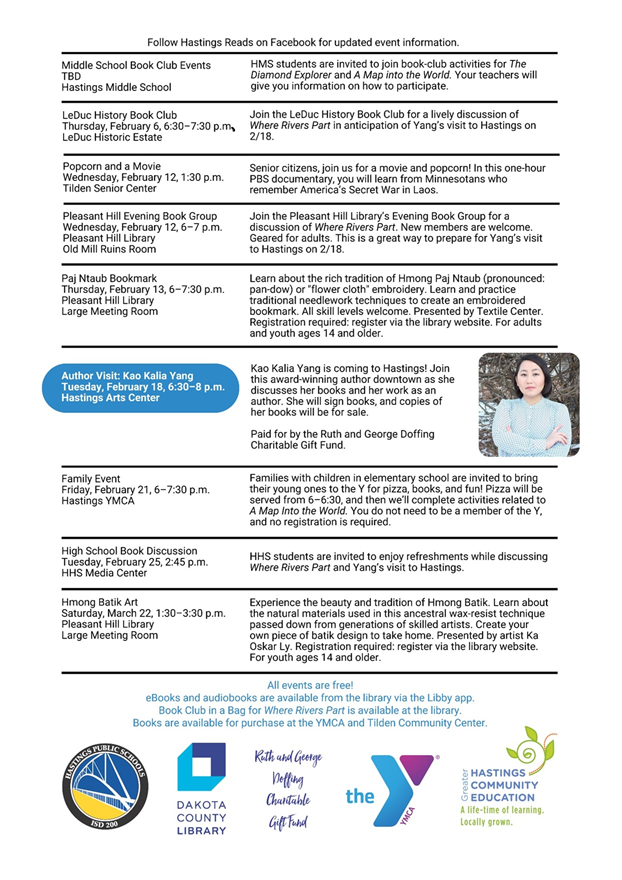 Follow Hastings Reads on Facebook for updated event information.
Middle School Book Club Events
TBD
Hastings Middle School
HMS students are invited to join book-club activities for The
Diamond Explorer and A Map into the World. Your teachers will
give you information on how to participate.
LeDuc History Book Club
Thursday, February 6, 6:30–7:30 p.m.
LeDuc Historic Estate
Join the LeDuc History Book Club for a lively discussion of
Where Rivers Part in anticipation of Yang's visit to Hastings on
2/18.
Popcorn and a Movie
Wednesday, February 12, 1:30 p.m.
Tilden Senior Center
Senior citizens, join us for a movie and popcorn! In this one-hour
PBS documentary, you will learn from Minnesotans who
remember America's Secret War in Laos.
Pleasant Hill Evening Book Group
Wednesday, February 12, 6–7 p.m.
Pleasant Hill Library
Old Mill Ruins Room
Join the Pleasant Hill Library's Evening Book Group for a
discussion of Where Rivers Part. New members are welcome.
Geared for adults. This is a great way to prepare for Yang's visit
to Hastings on 2/18.
Paj Ntaub Bookmark
Thursday, February 13, 6–7:30 p.m.
Pleasant Hill Library
Large Meeting Room
Learn about the rich tradition of Hmong Paj Ntaub (pronounced:
pan-dow) or "flower cloth" embroidery. Learn and practice
traditional needlework techniques to create an embroidered
bookmark. All skill levels welcome. Presented by Textile Center.
Registration required: register via the library website. For adults
and youth ages 14 and older.
Author Visit: Kao Kalia Yang
Tuesday, February 18, 6:30–8 p.m.
Hastings Arts Center
Kao Kalia Yang is coming to Hastings! Join
this award-winning author downtown as she
discusses her books and her work as an
author. She will sign books, and copies of
her books will be for sale.
Paid for by the Ruth and George Doffing
Charitable Gift Fund.
Family Event
Friday, February 21, 6–7:30 p.m.
Hastings YMCA
Families with children in elementary school are invited to bring
their young ones to the Y for pizza, books, and fun! Pizza will be
served from 6–6:30, and then we'll complete activities related to
A Map Into the World. You do not need to be a member of the Y,
and no registration is required.
High School Book Discussion
Tuesday, February 25, 2:45 p.m.
HHS Media Center
HHS students are invited to enjoy refreshments while discussing
Where Rivers Part and Yang's visit to Hastings.
Hmong Batik Art
Saturday, March 22, 1:30–3:30 p.m.
Pleasant Hill Library
Large Meeting Room
Experience the beauty and tradition of Hmong Batik. Learn about
the natural materials used in this ancestral wax-resist technique
passed down from generations of skilled artists. Create your
own piece of batik design to take home. Presented by artist Ka
Oskar Ly. Registration required: register via the library website.
For youth ages 14 and older.
All events are free!
eBooks and audiobooks are available from the library via the Libby app.
Book Club in a Bag for Where Rivers Part is available at the library.
Books are available for purchase at the YMCA and Tilden Community Center.
HASTINGS PUBLIC SCHOOLS
ISD 200
DAKOTA
COUNTY
LIBRARY
Ruth and George
Doffing
Charitable
Gift Fund
the
YMCA
®
Greater
HASTINGS
COMMUNITY
EDUCATION
A life-time of learning.
Locally grown.